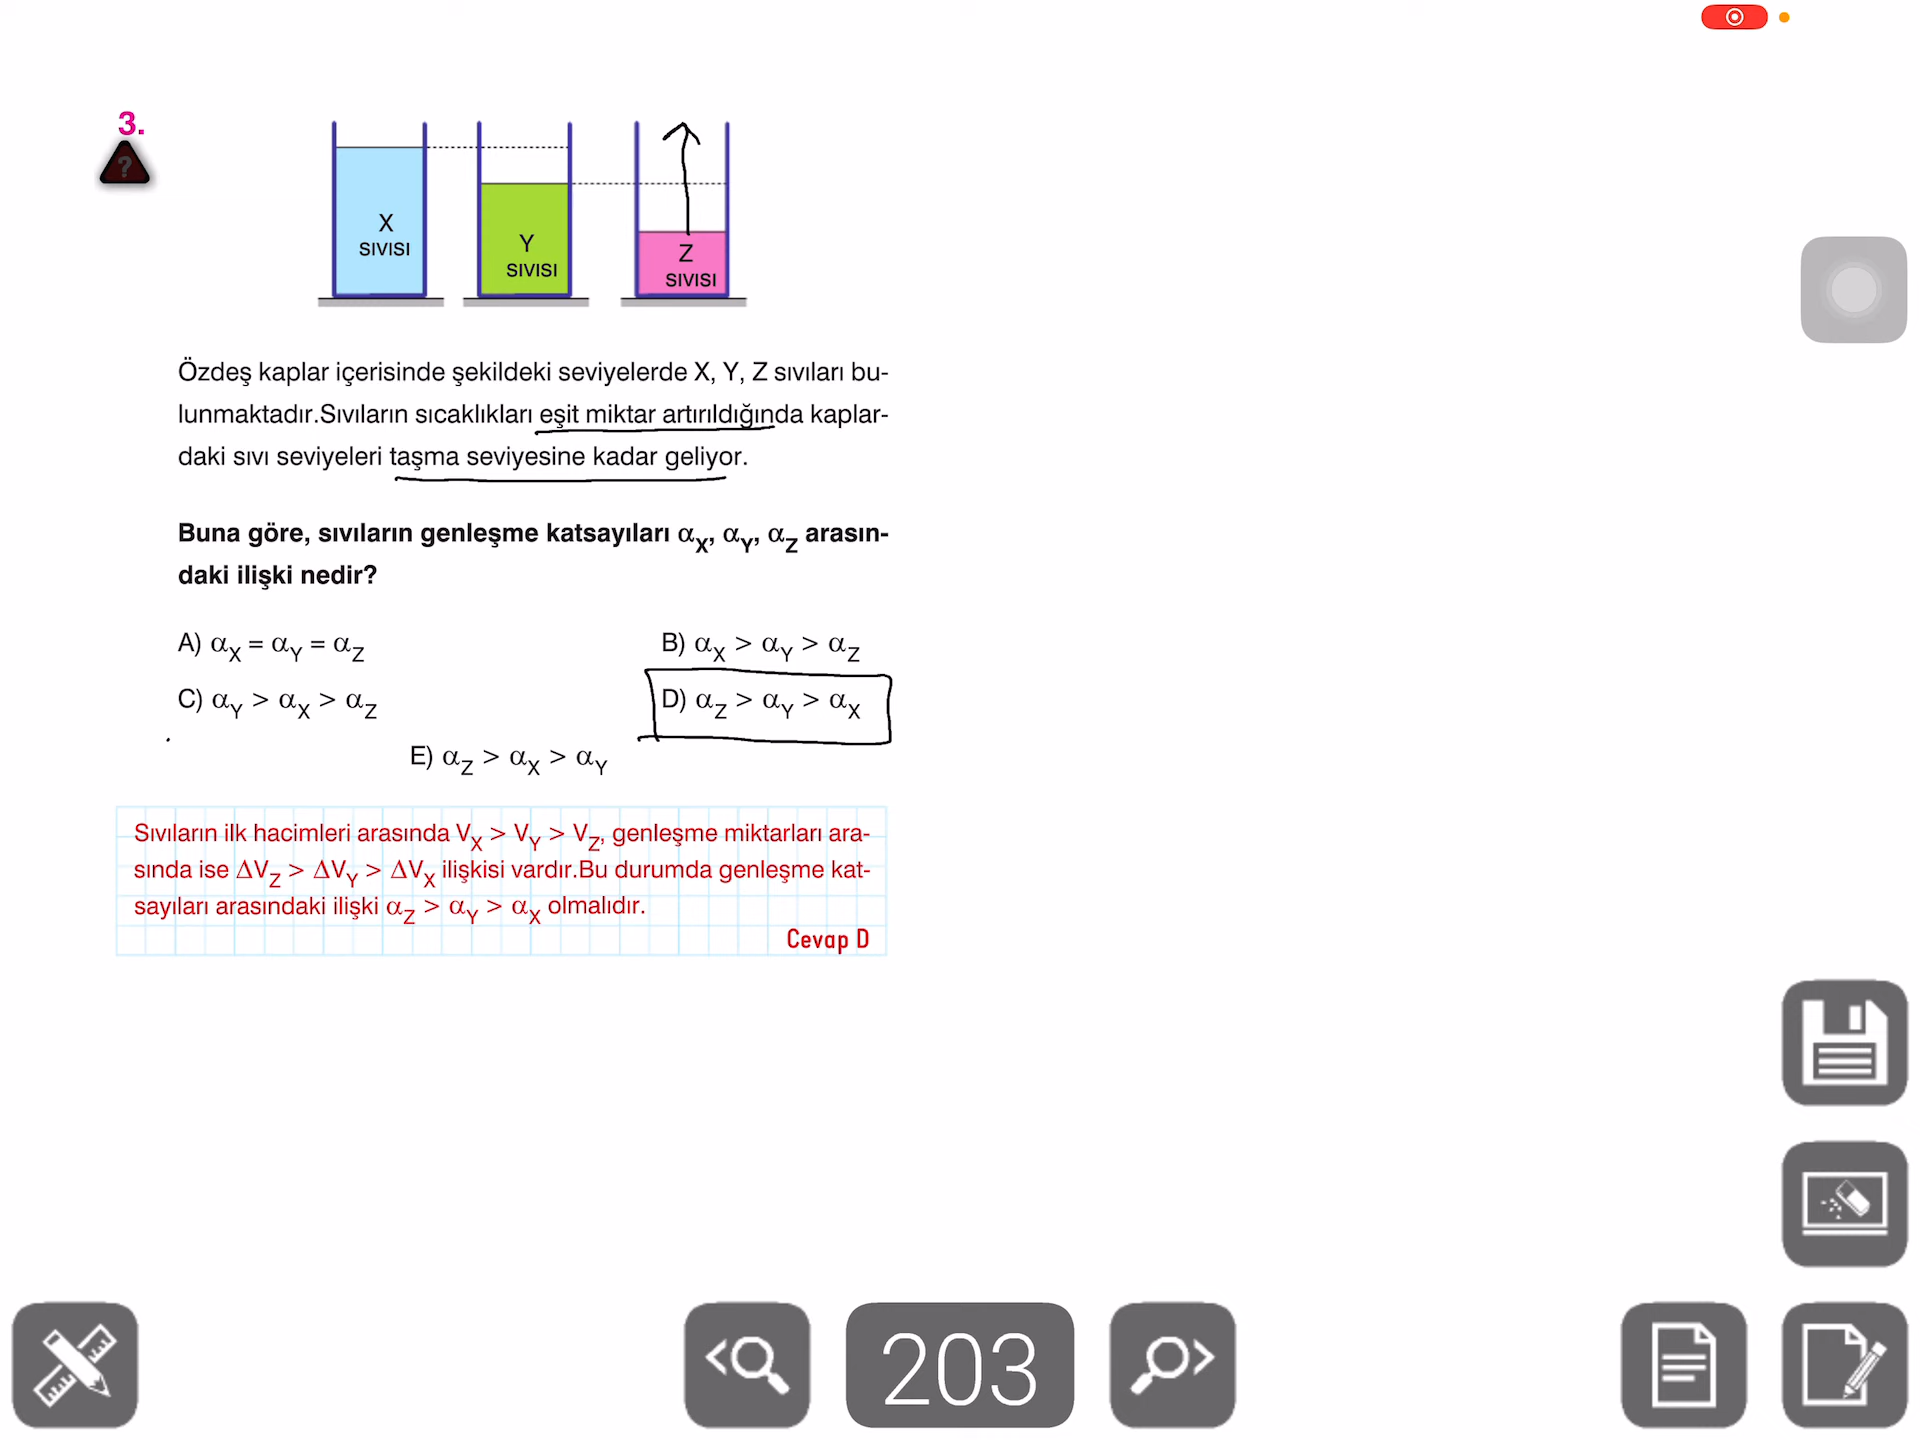 3.
?
X
SIVISI
Y
SIVISI
Z
SIVISI
Özdeş kaplar içerisinde şekildeki seviyelerde X, Y, Z sıvıları bu-
lunmaktadır.Sıvıların sıcaklıkları eşit miktar artırıldığında kaplar-
daki sıvı seviyeleri taşma seviyesine kadar geliyor.
Buna göre, sıvıların genleşme katsayıları αX, αY, αZ arasın-
daki ilişki nedir?
A) αX = αY = αZ
B) αX > αY > αZ
C) αY > αX > αZ
D) αZ > αY > αX
E) αZ > αX > αY
Sıvıların ilk hacimleri arasında VX > VY > VZ, genleşme miktarları ara-
sında ise ΔVZ > ΔVY > ΔVX ilişkisi vardır.Bu durumda genleşme kat-
sayıları arasındaki ilişki αZ > αY > αX olmalıdır.
Cevap D
203